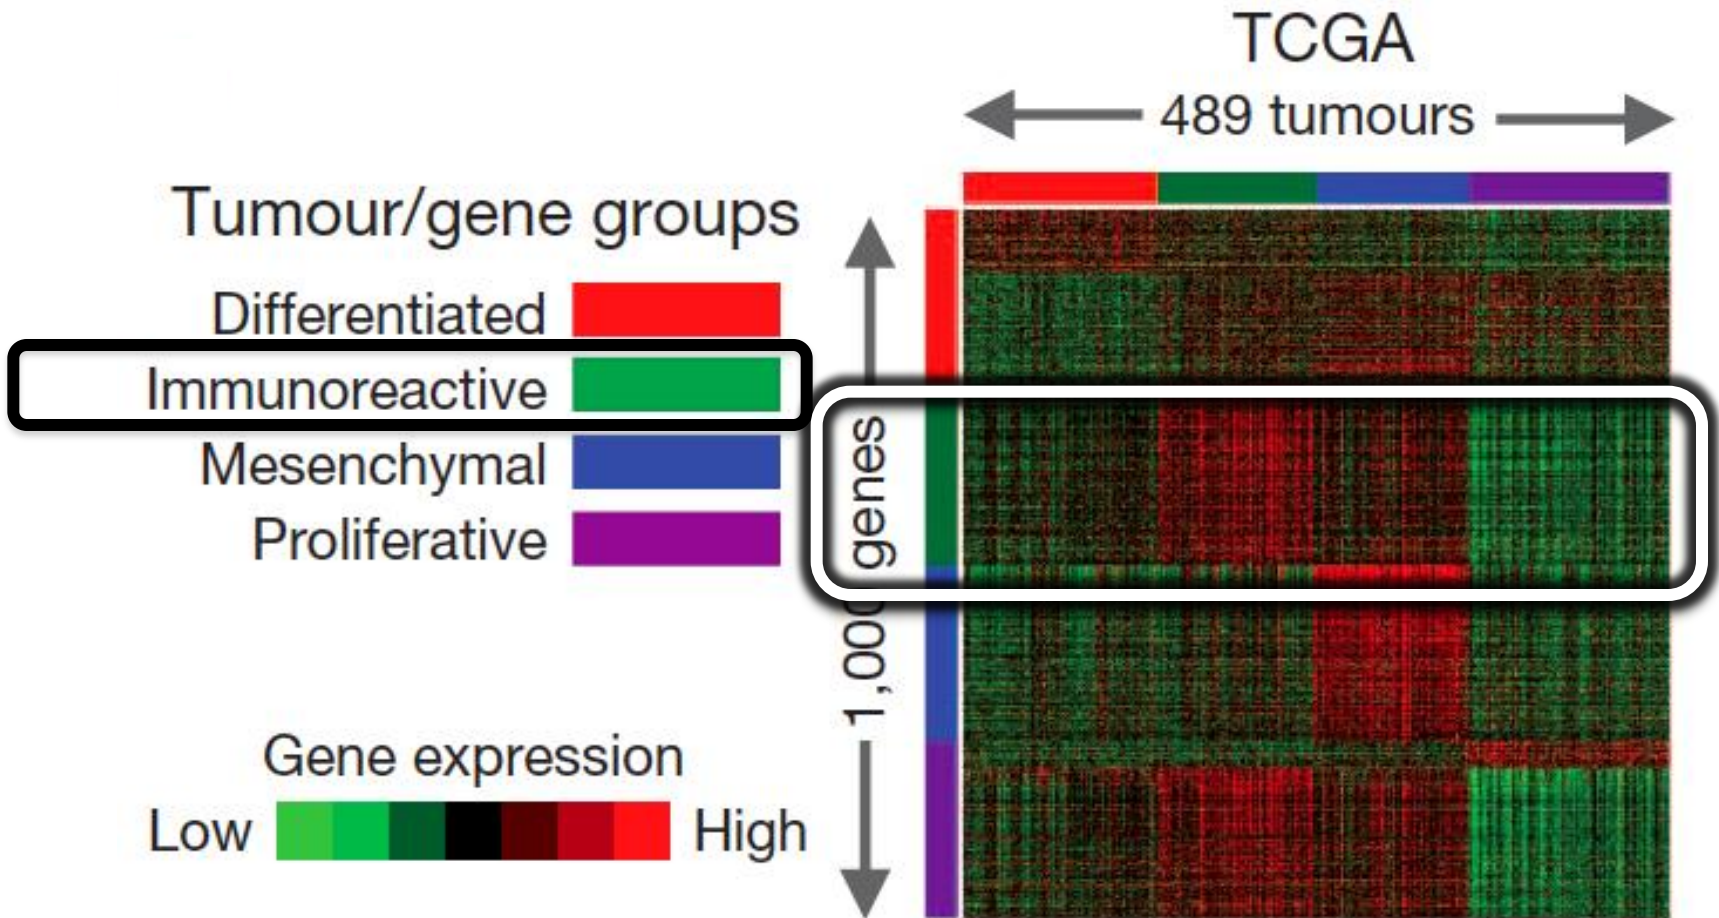 TCGA
489 tumours
Tumour/gene groups
Differentiated
Immunoreactive
Mesenchymal
Proliferative
1,000 genes
Gene expression
Low
High